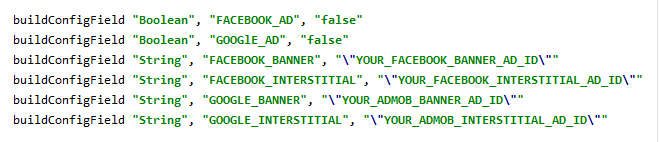 buildConfigField "Boolean", "FACEBOOK_AD", "false"
buildConfigField "Boolean", "GOOGlE_AD", "false"
buildConfigField "String", "FACEBOOK_BANNER", "\"YOUR_FACEBOOK_BANNER_AD_ID\""
buildConfigField "String", "FACEBOOK_INTERSTITIAL", "\"YOUR_FACEBOOK_INTERSTITIAL_AD_ID\""
buildConfigField "String", "GOOGLE_BANNER", "\"YOUR_ADMOB_BANNER_AD_ID\""
buildConfigField "String", "GOOGLE_INTERSTITIAL", "\"YOUR_ADMOB_INTERSTITIAL_AD_ID\""